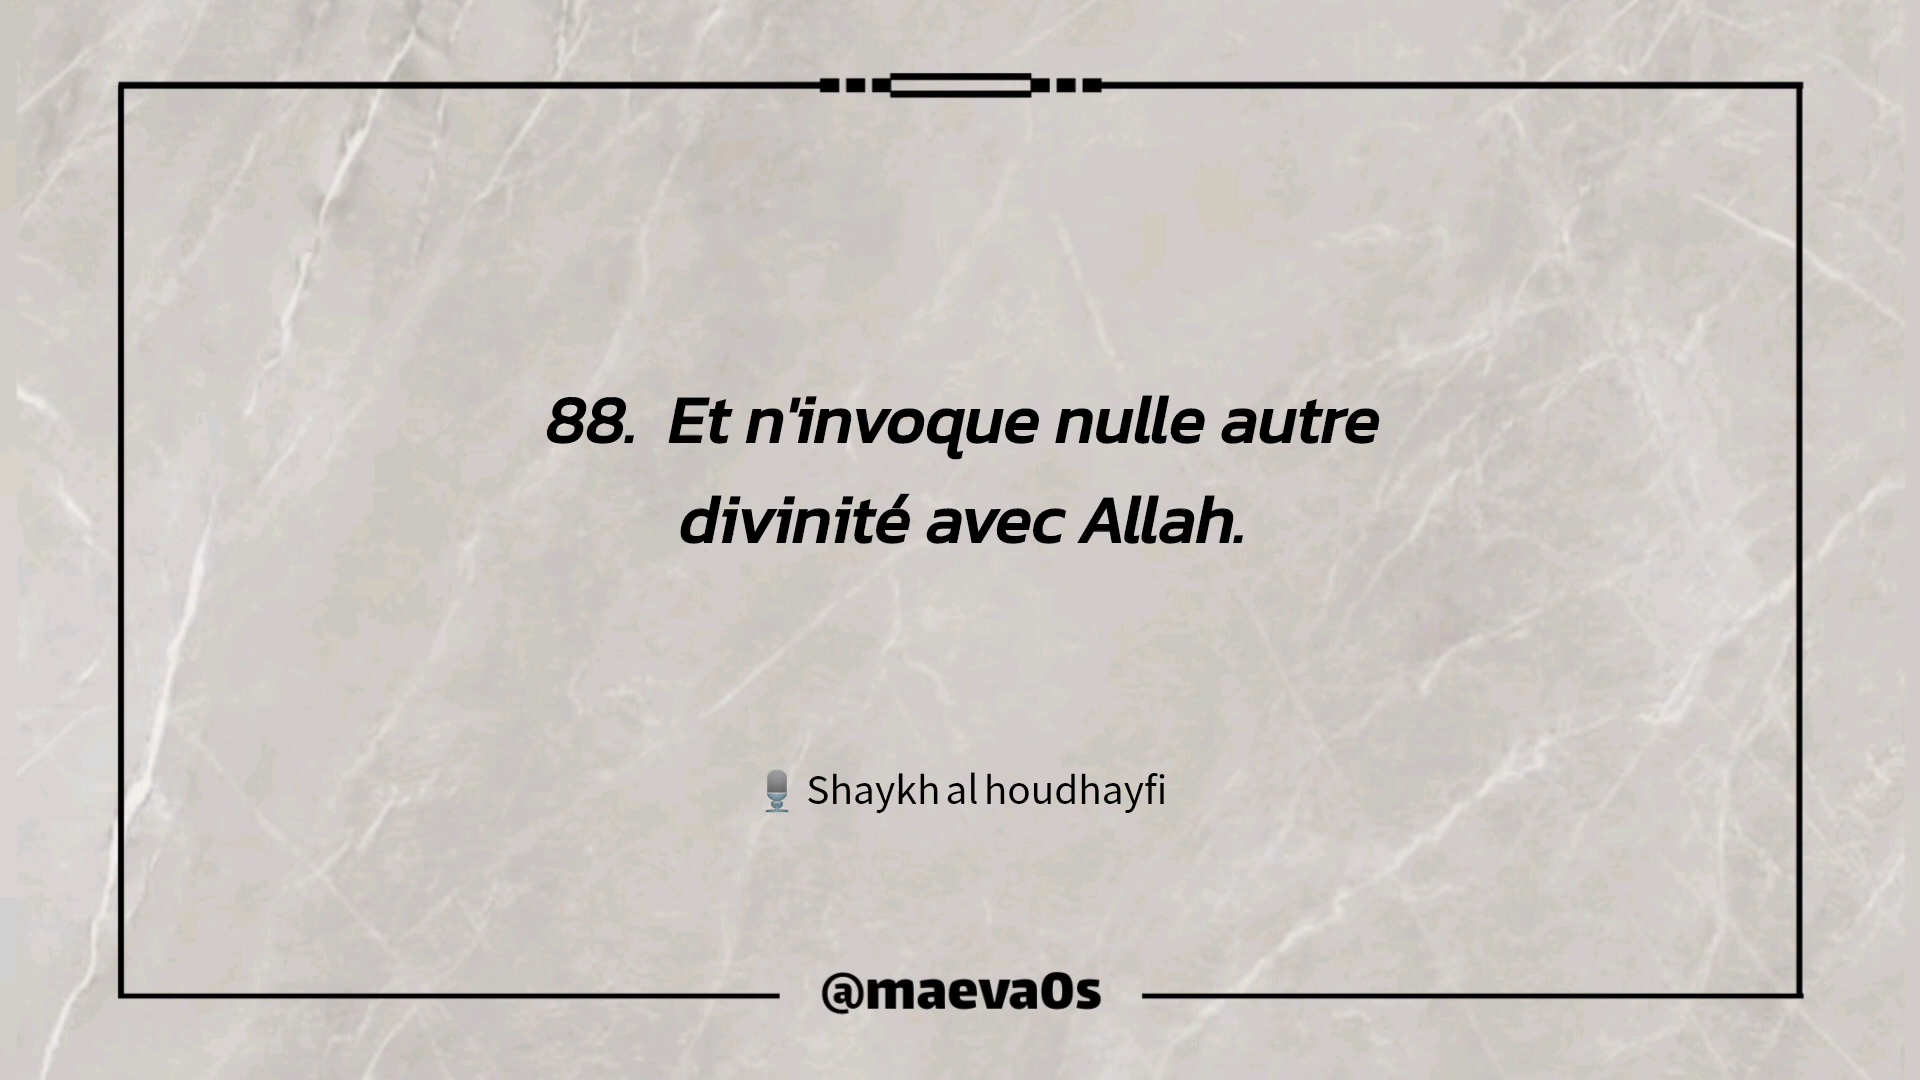 88. Et n'invoque nulle autre
divinité avec Allah.
🎙️ Shaykh al houdhayfi
@maeva0s